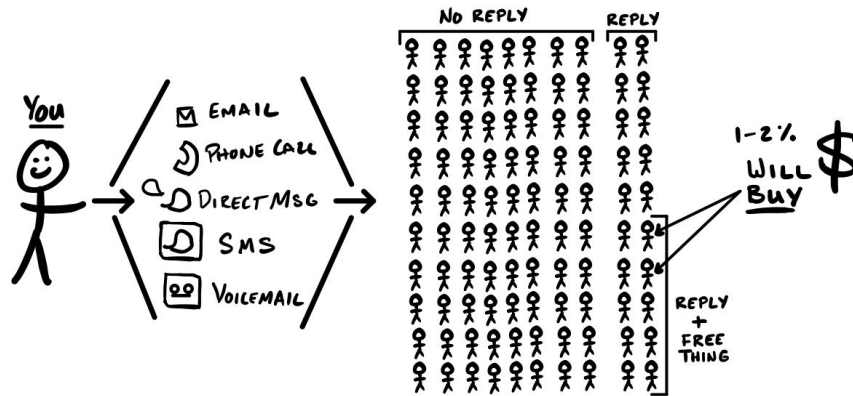 You
EMAIL
PHONE CALL
DIRECT MSG
SMS
VOICEMAIL
NO REPLY
REPLY
1-2%
WILL
BUY
$
REPLY
+
FREE
THING